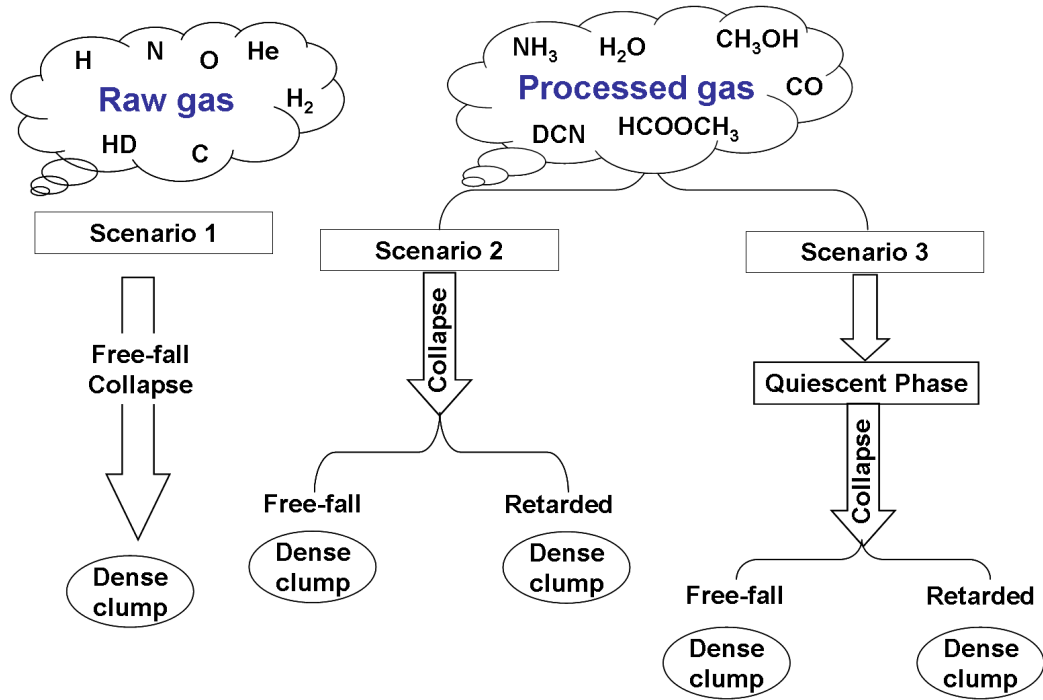 H
N
O
He
Raw gas
H₂
HD
C
NH₃
H₂O
CH₃OH
Processed gas
CO
DCN
HCOOCH₃
Scenario 1
Free-fall
Collapse
Dense
clump
Scenario 2
Collapse
Free-fall
Dense
clump
Retarded
Dense
clump
Scenario 3
Quiescent Phase
Collapse
Free-fall
Dense
clump
Retarded
Dense
clump